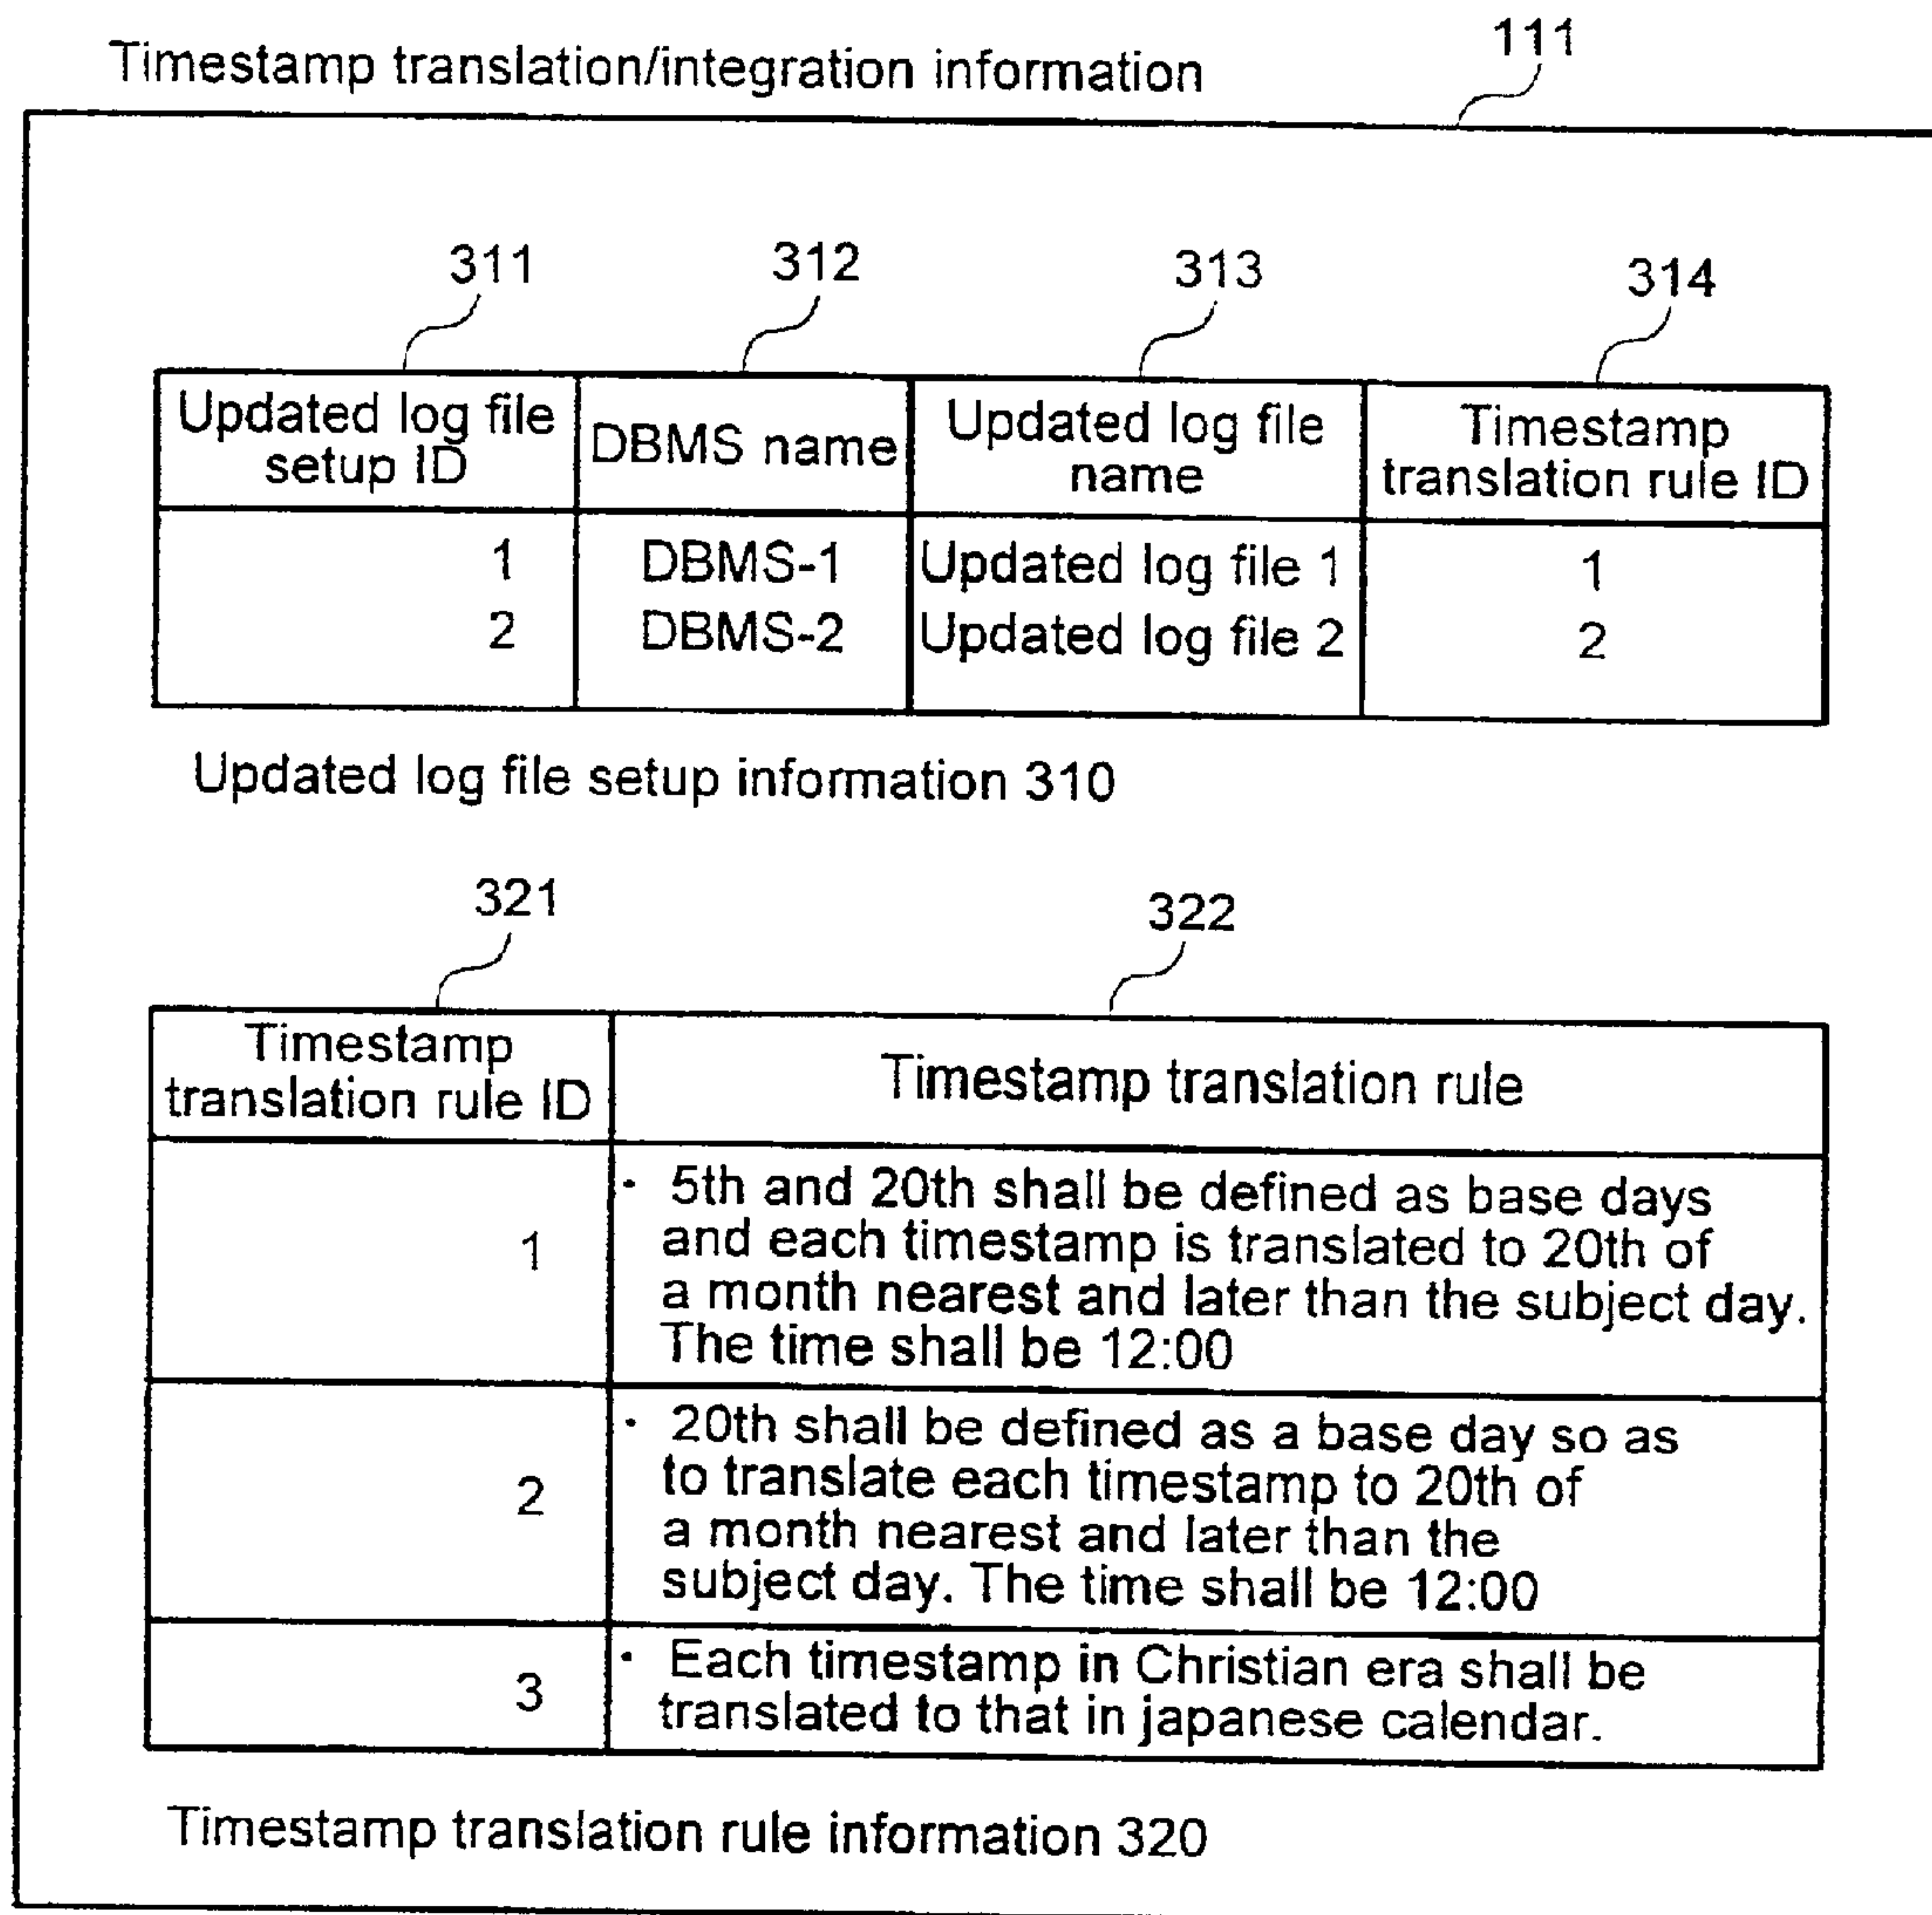 111
Timestamp translation/integration information
311
312
313
314
Updated log file
setup ID
DBMS name
Updated log file
name
Timestamp
translation rule ID
1
DBMS-1
Updated log file 1
1
2
DBMS-2
Updated log file 2
2
Updated log file setup information 310
321
322
Timestamp
translation rule ID
Timestamp translation rule
1
· 5th and 20th shall be defined as base days
and each timestamp is translated to 20th of
a month nearest and later than the subject day.
The time shall be 12:00
2
· 20th shall be defined as a base day so as
to translate each timestamp to 20th of
a month nearest and later than the
subject day. The time shall be 12:00
3
· Each timestamp in Christian era shall be
translated to that in japanese calendar.
Timestamp translation rule information 320